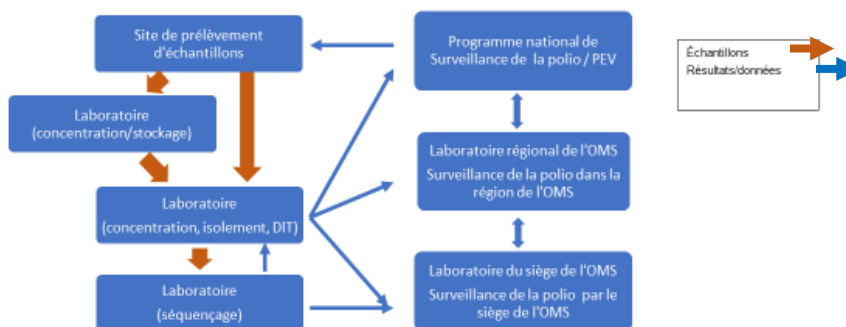 Site de prélèvement
d'échantillons
Programme national de
Surveillance de la polio / PEV
Échantillons
Résultats/données
Laboratoire
(concentration/stockage)
Laboratoire régional de l'OMS
Surveillance de la polio dans la
région de l'OMS
Laboratoire
(concentration, isolement, DIT)
Laboratoire du siège de l'OMS
Surveillance de la polio par le
siège de l'OMS
Laboratoire
(séquençage)